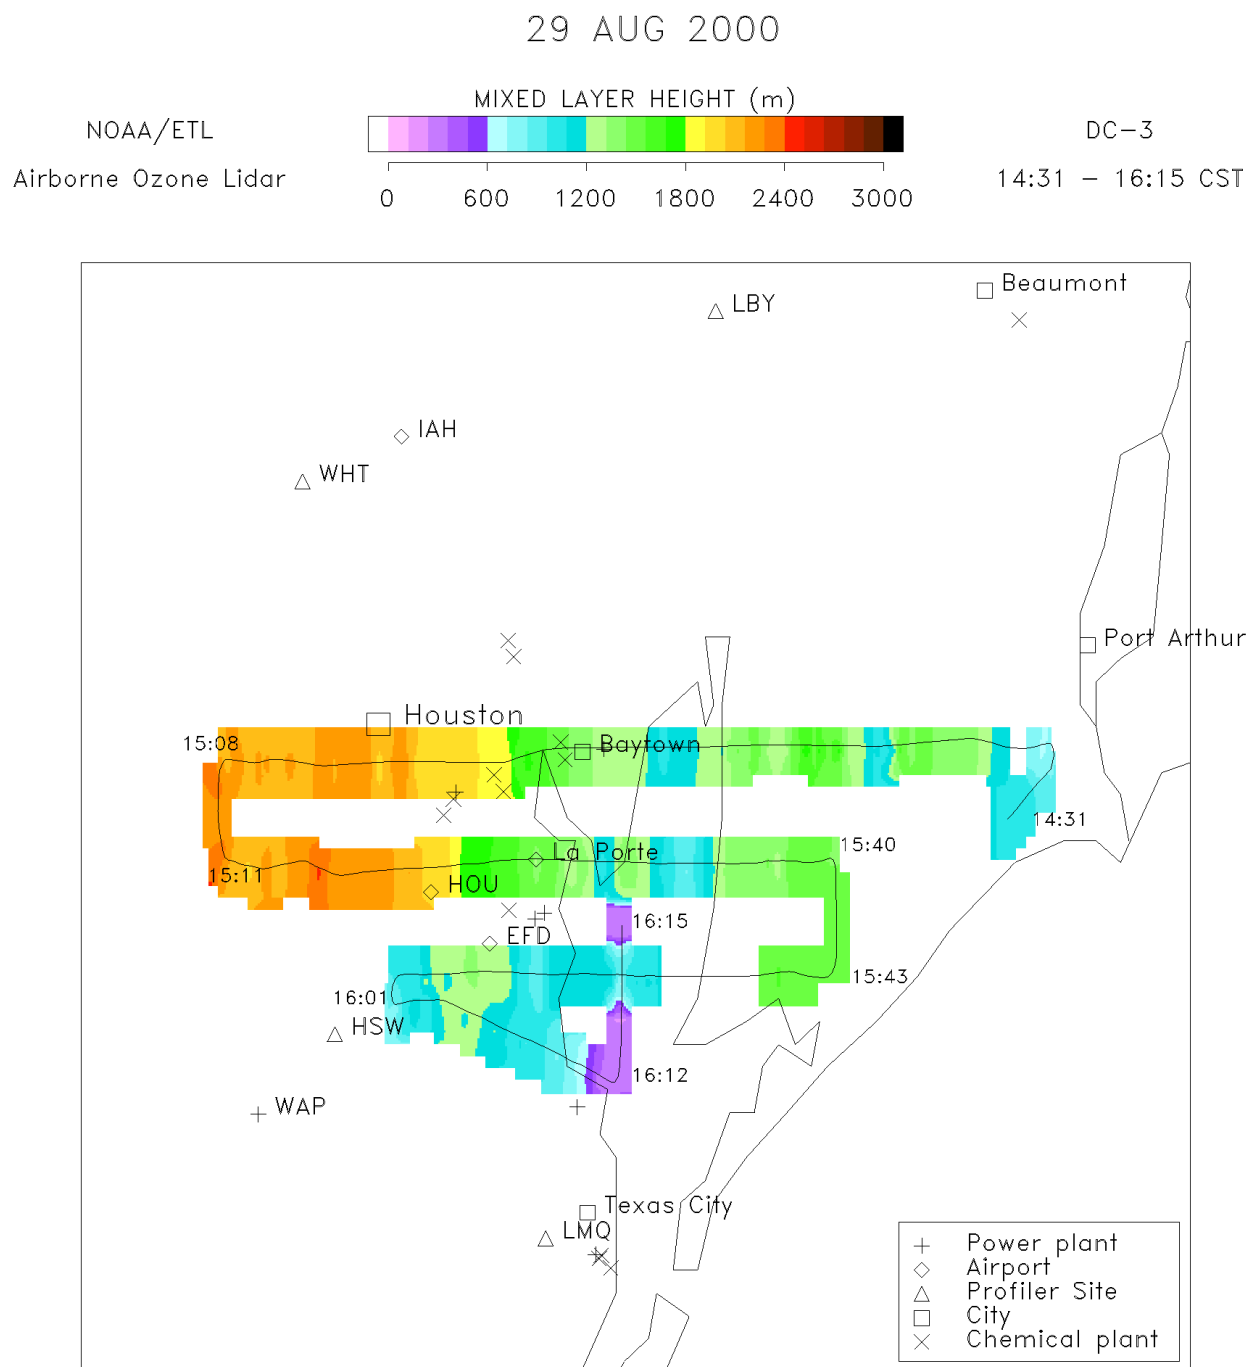 29 AUG 2000
MIXED LAYER HEIGHT (m)
NOAA/ETL
DC-3
Airborne Ozone Lidar
14:31 - 16:15 CST
0 600 1200 1800 2400 3000
Beaumont
LBY
IAH
WHT
Port Arthur
Houston
15:08
Baytown
14:31
15:40
La Porte
15:11
HOU
16:15
EFD
15:43
16:01
HSW
16:12
WAP
Texas City
LMQ
Power plant
Airport
Profiler Site
City
Chemical plant